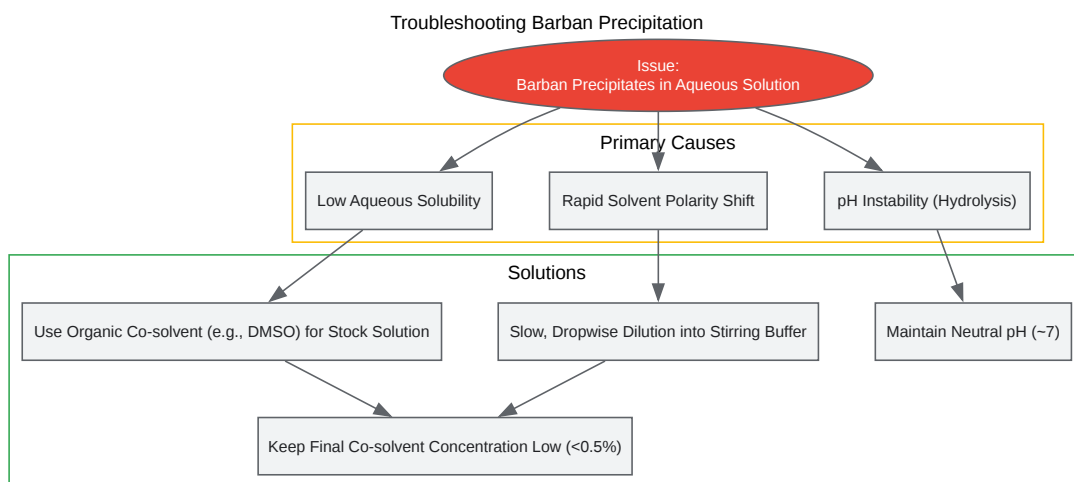 Troubleshooting Barban Precipitation
Issue:
Barban Precipitates in Aqueous Solution
Primary Causes
Low Aqueous Solubility
Rapid Solvent Polarity Shift
pH Instability (Hydrolysis)
Solutions
Use Organic Co-solvent (e.g., DMSO) for Stock Solution
Slow, Dropwise Dilution into Stirring Buffer
Maintain Neutral pH (~7)
Keep Final Co-solvent Concentration Low (<0.5%)